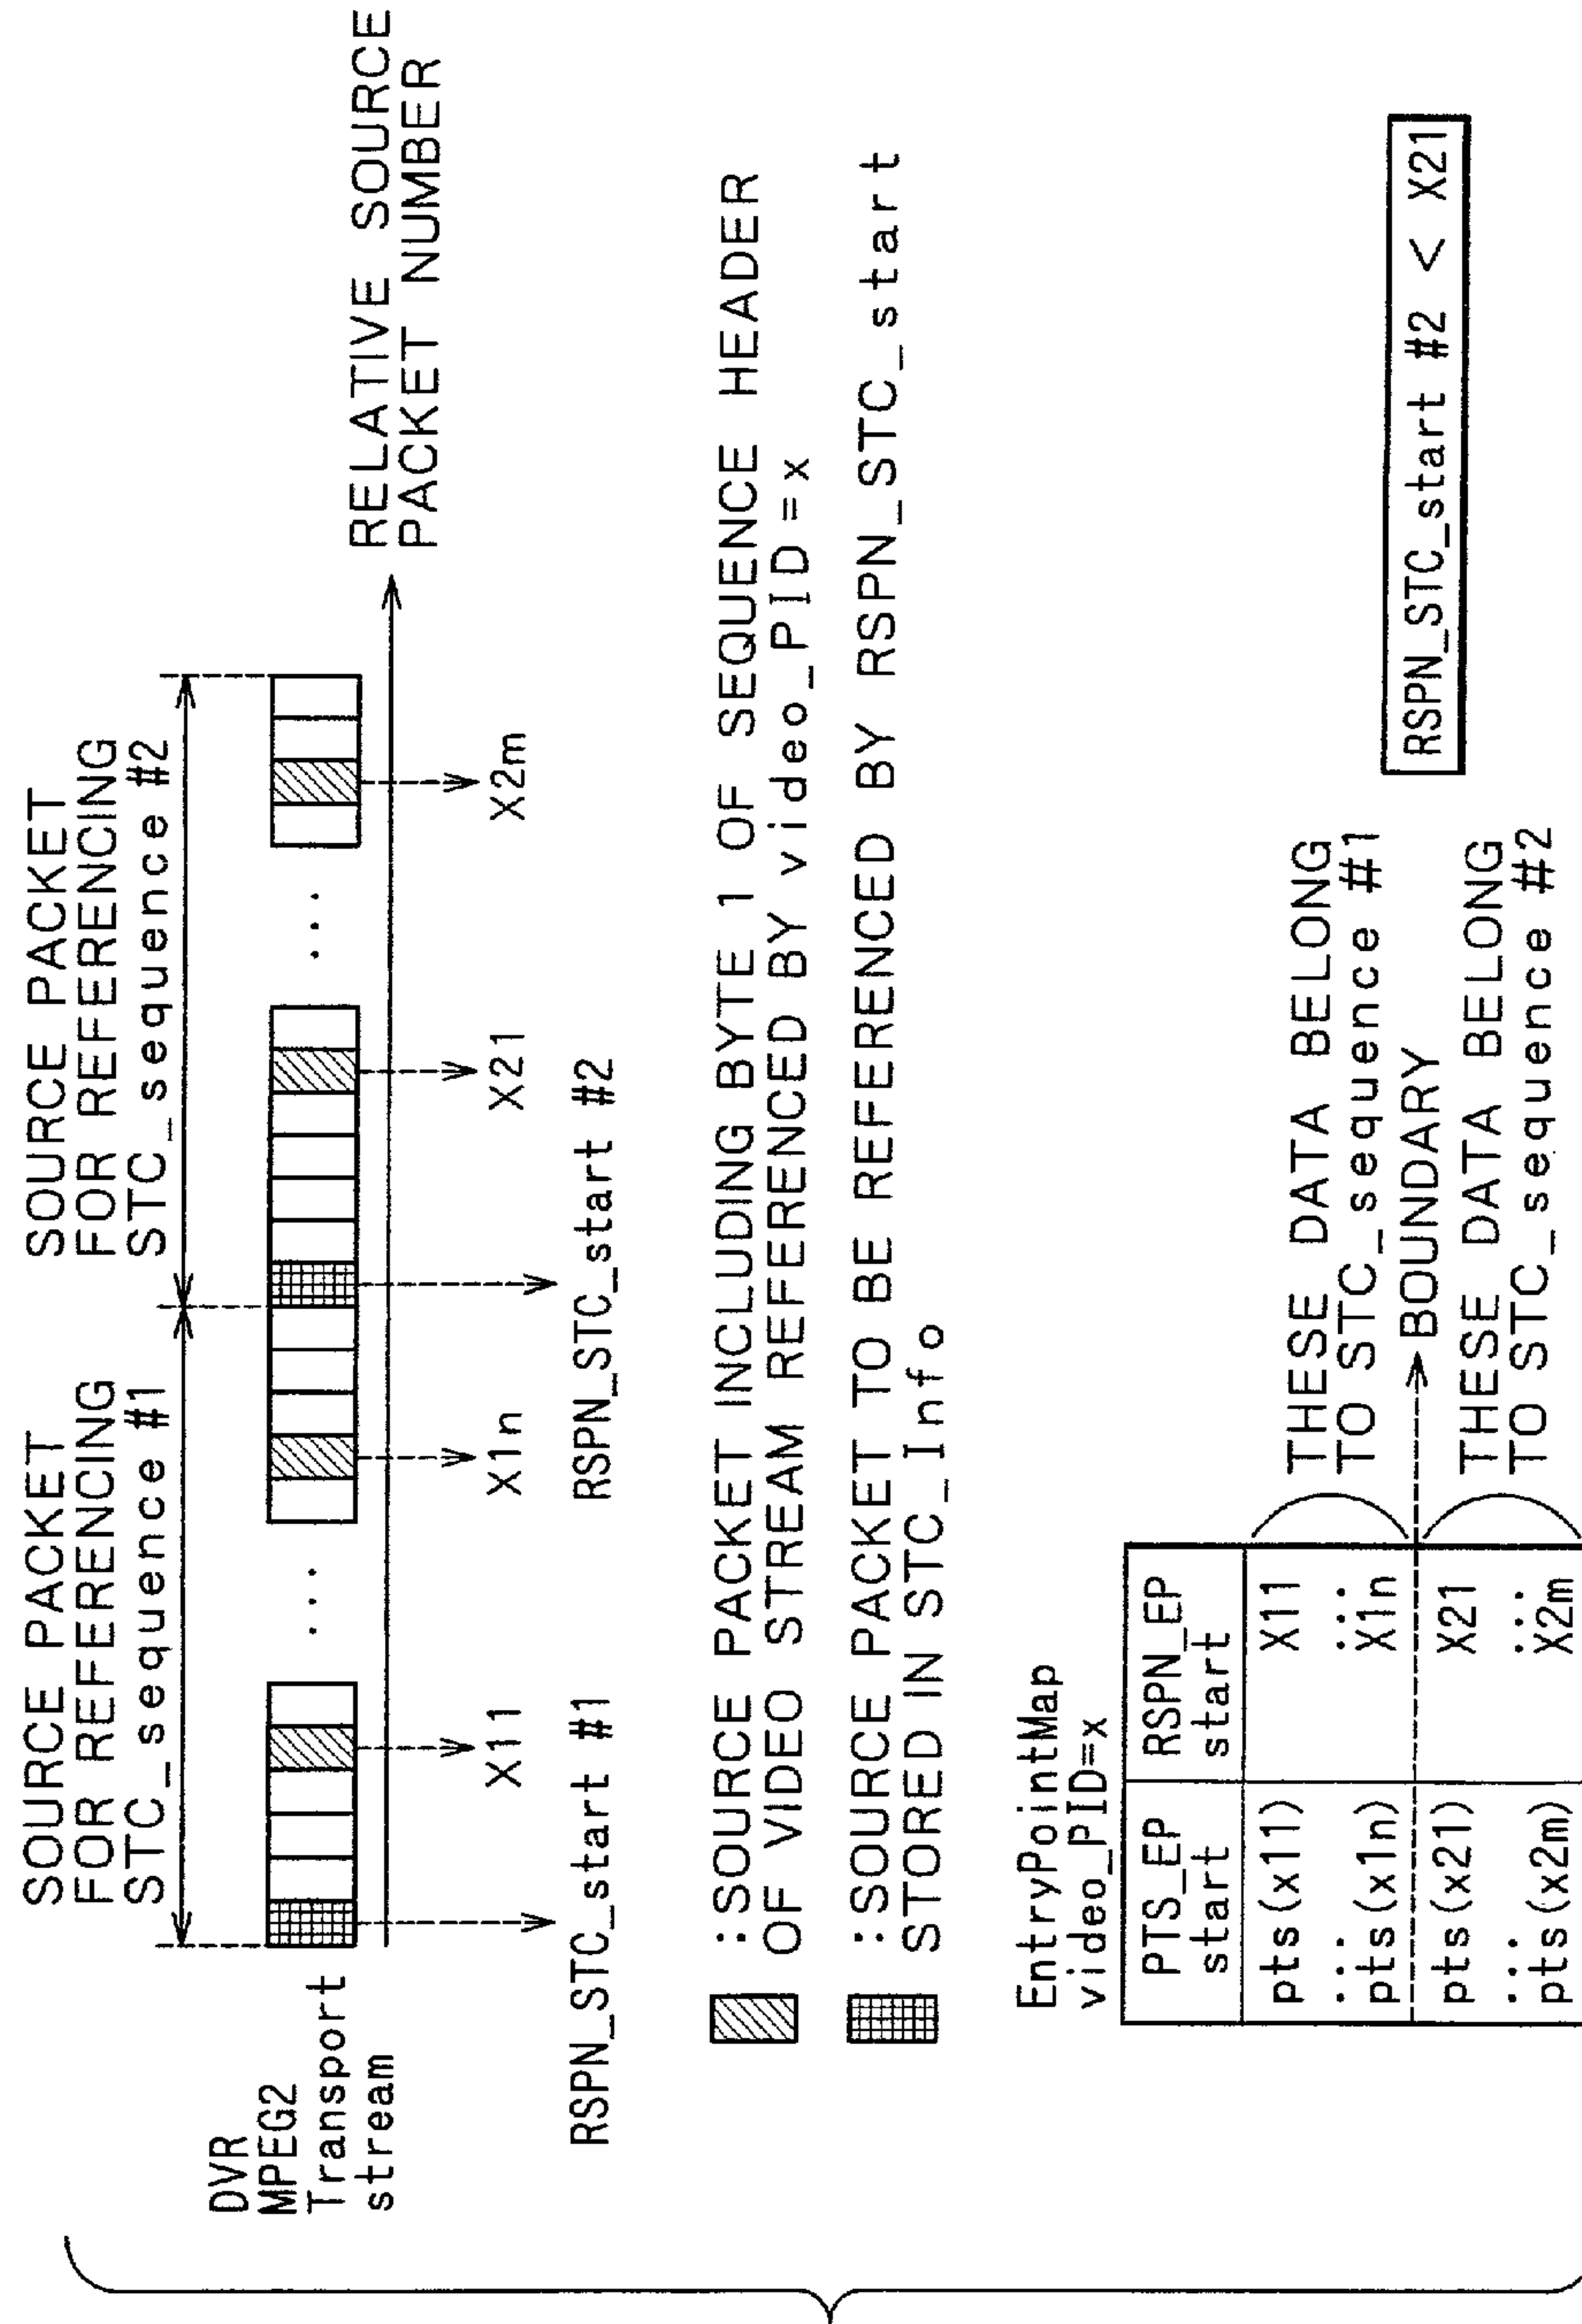 SOURCE PACKET
FOR REFERENCING
STC_sequence #1
SOURCE PACKET
FOR REFERENCING
STC_sequence #2
DVR
MPEG2
Transport
stream
...
...
RELATIVE SOURCE
PACKET NUMBER
X11
X1n
X21
X2m
RSPN_STC_start #1
RSPN_STC_start #2
:SOURCE PACKET INCLUDING BYTE 1 OF SEQUENCE HEADER
OF VIDEO STREAM REFERENCED BY video_PID=x
:SOURCE PACKET TO BE REFERENCED BY RSPN_STC_start
STORED IN STC_Info
EntryPointMap
video_PID=x
PTS_EP
start
RSPN_EP
start
pts(x11) X11
... ...
pts(x1n) X1n
pts(x21) X21
... ...
pts(x2m) X2m
THESE DATA BELONG
TO STC_sequence #1
BOUNDARY
THESE DATA BELONG
TO STC_sequence #2
RSPN_STC_start #2 < X21